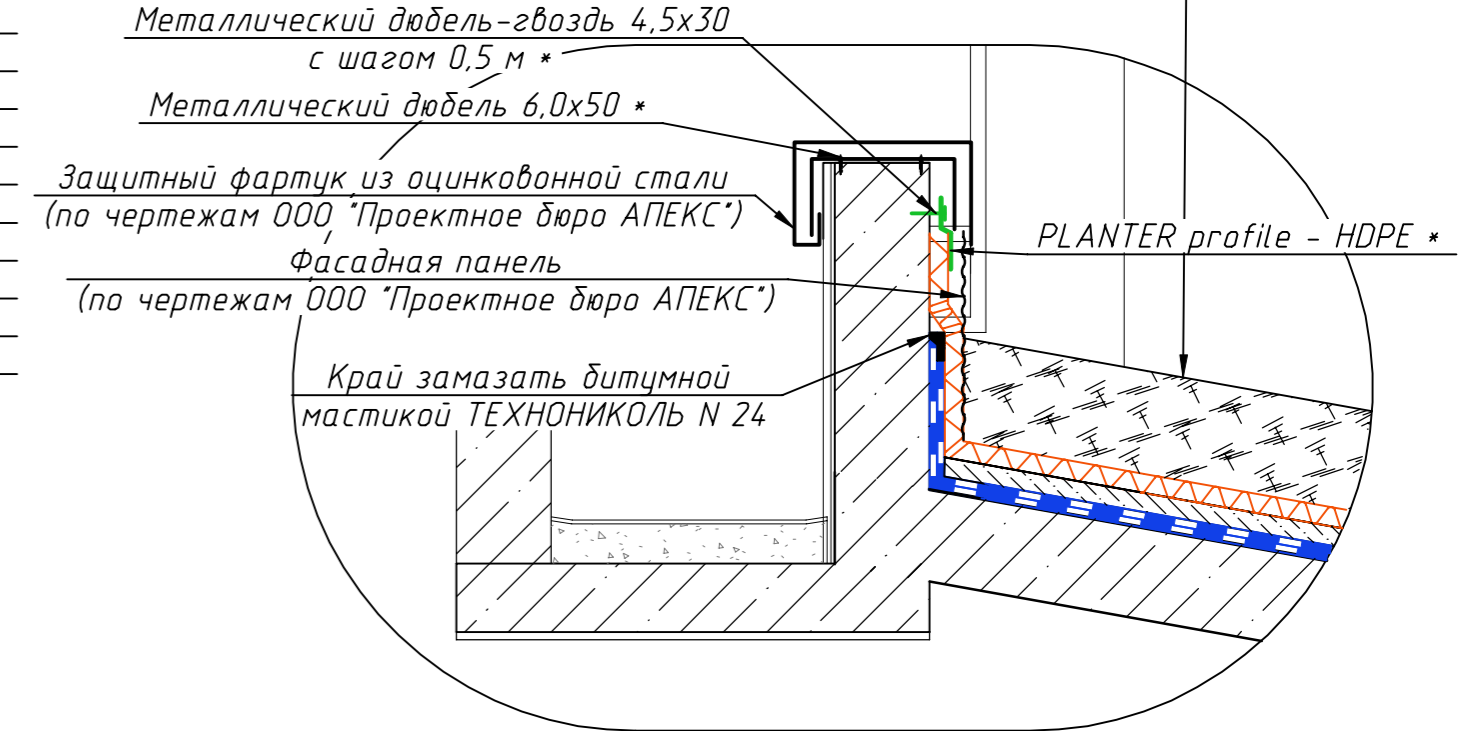 Металлический дюбель-гвоздь 4,5х30
с шагом 0,5 м *
Металлический дюбель 6,0х50 *
Защитный фартук из оцинковонной стали
(по чертежам ООО "Проектное бюро АПЕКС")
PLANTER profile - HDPE *
Фасадная панель
(по чертежам ООО "Проектное бюро АПЕКС")
Край замазать битумной
мастикой ТЕХНОНИКОЛЬ N 24